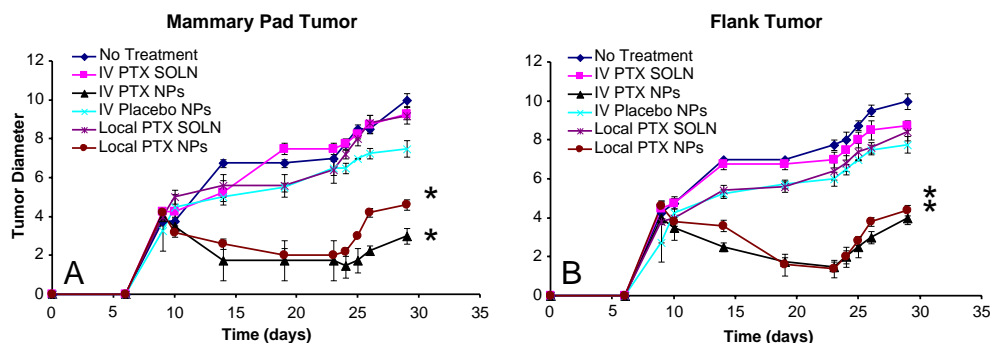 Mammary Pad Tumor
12
10
8
6
4
2
0
Tumor Diameter
No Treatment
IV PTX SOLN
IV PTX NPs
IV Placebo NPs
Local PTX SOLN
Local PTX NPs
*
*
A
0 5 10 15 20 25 30 35
Time (days)
Flank Tumor
12
10
8
6
4
2
0
No Treatment
IV PTX SOLN
IV PTX NPs
IV Placebo NPs
Local PTX SOLN
Local PTX NPs
*
*
B
0 5 10 15 20 25 30 35
Time (days)